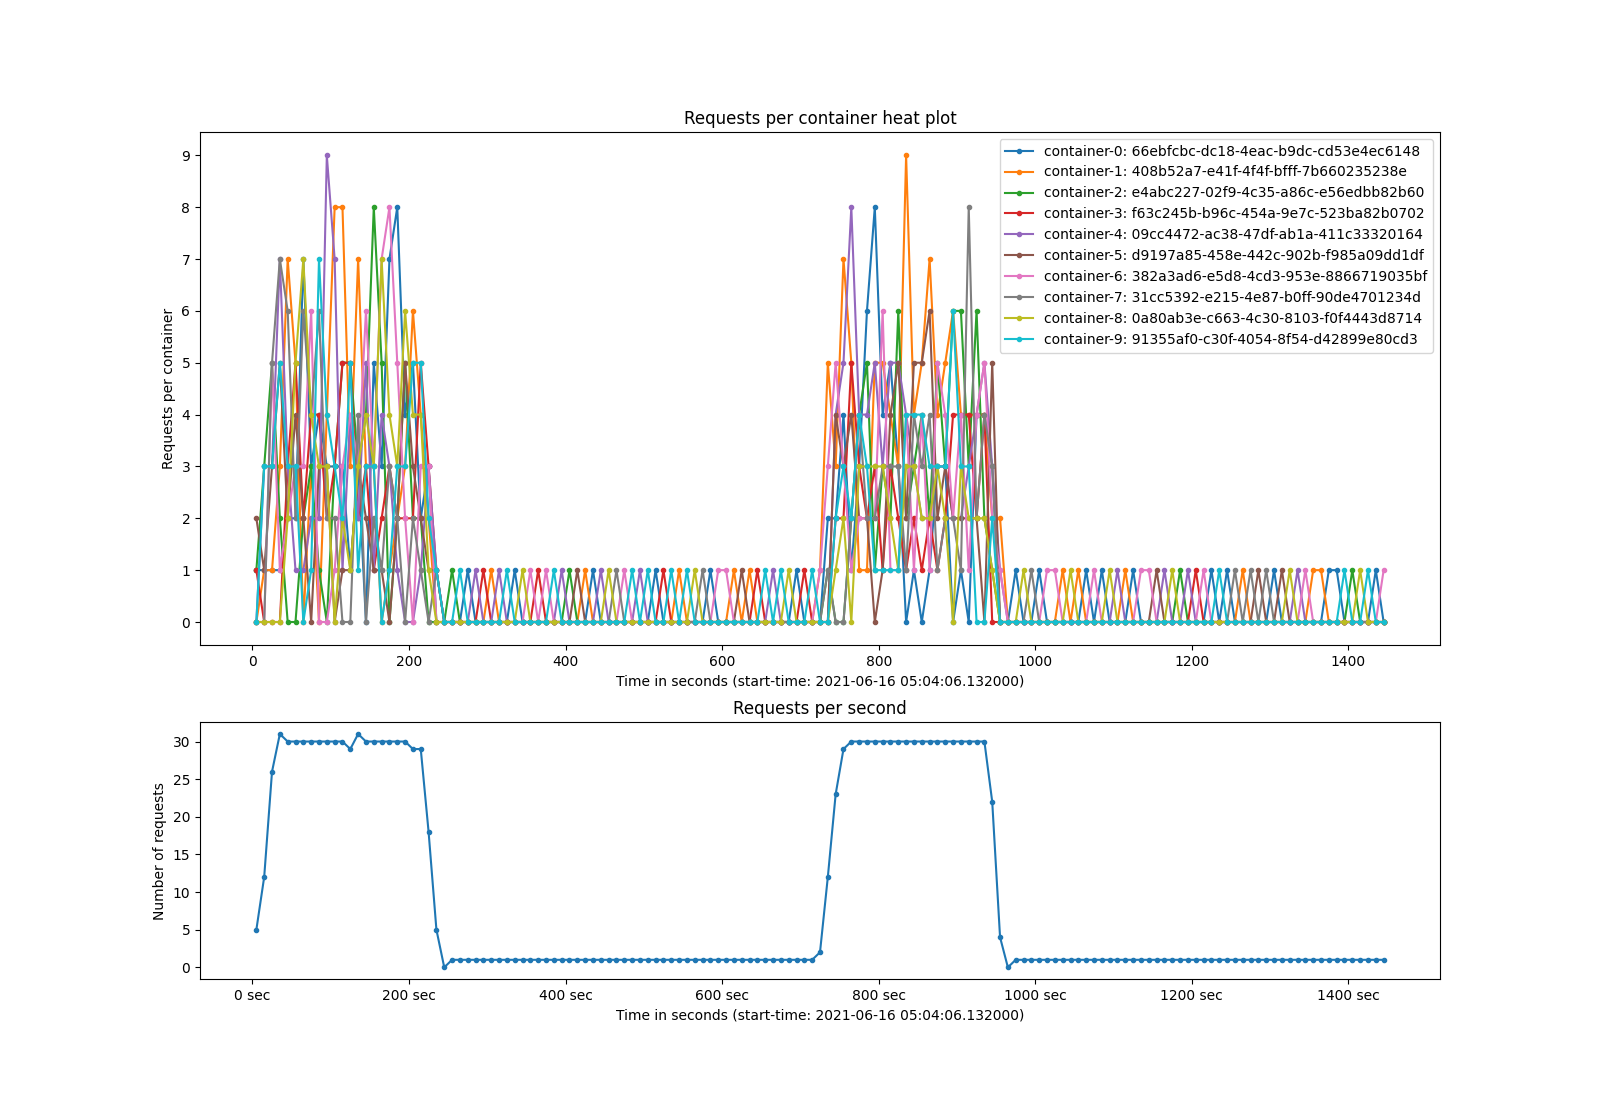 Requests per container heat plot
Requests per container
9
8
7
6
5
4
3
2
1
0
container-0: 66ebfcbc-dc18-4eac-b9dc-cd53e4ec6148
container-1: 408b52a7-e41f-4f4f-bfff-7b660235238e
container-2: e4abc227-02f9-4c35-a86c-e56edbb82b60
container-3: f63c245b-b96c-454a-9e7c-523ba82b0702
container-4: 09cc4472-ac38-47df-ab1a-411c33320164
container-5: d9197a85-458e-442c-902b-f985a09dd1df
container-6: 382a3ad6-e5d8-4cd3-953e-8866719035bf
container-7: 31cc5392-e215-4e87-b0ff-90de4701234d
container-8: 0a80ab3e-c663-4c30-8103-f0f4443d8714
container-9: 91355af0-c30f-4054-8f54-d42899e80cd3
0 200 400 600 800 1000 1200 1400
Time in seconds (start-time: 2021-06-16 05:04:06.132000)
Requests per second
Number of requests
30
25
20
15
10
5
0
0 sec 200 sec 400 sec 600 sec 800 sec 1000 sec 1200 sec 1400 sec
Time in seconds (start-time: 2021-06-16 05:04:06.132000)